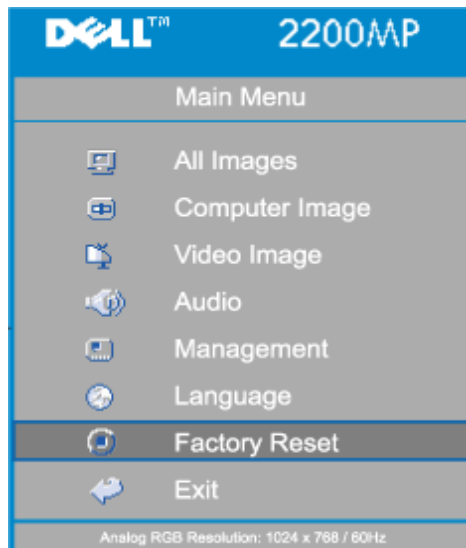 DELL™ 2200MP
Main Menu
All Images
Computer Image
Video Image
Audio
Management
Language
Factory Reset
Exit
Analog RGB Resolution: 1024 x 768 / 60Hz